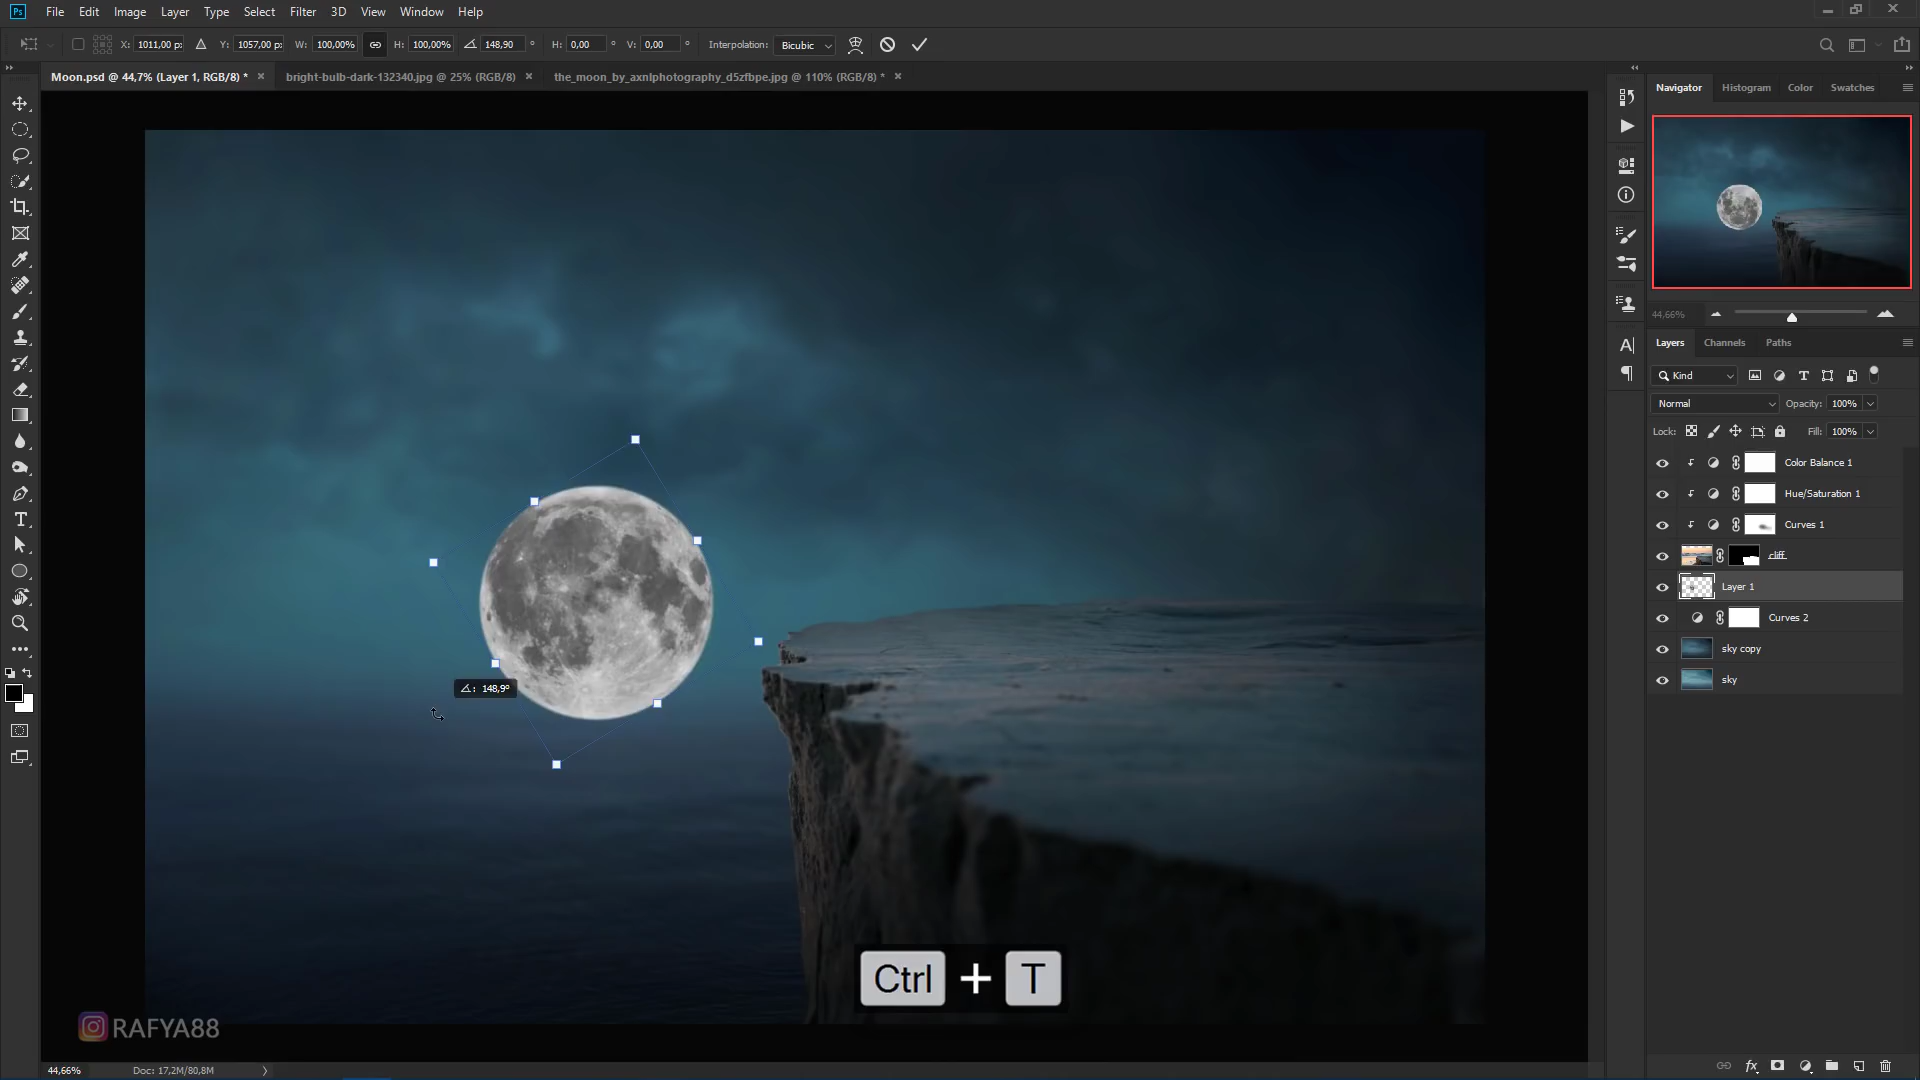 Ps File Edit Image Layer Type Select Filter 3D View Window Help
X: 1011,00 p: Y: 1057,00 p: W: 100,00% H: 100,00% 148,90 ° H: 0,00 ° V: 0,00 ° Interpolation: Bicubic
Moon.psd @ 44,7% (Layer 1, RGB/8) * × bright-bulb-dark-132340.jpg @ 25% (RGB/8) × the_moon_by_axnlphotography_d5zfbpe.jpg @ 110% (RGB/8) * ×
Navigator Histogram Color Swatches
44,66%
Layers Channels Paths
Kind
Normal Opacity: 100%
Lock: Fill: 100%
Color Balance 1
Hue/Saturation 1
Curves 1
cliff
Layer 1
Curves 2
sky copy
sky
148,9°
Ctrl + T
RAFYA88
44,66% Doc: 17,2M/80,8M